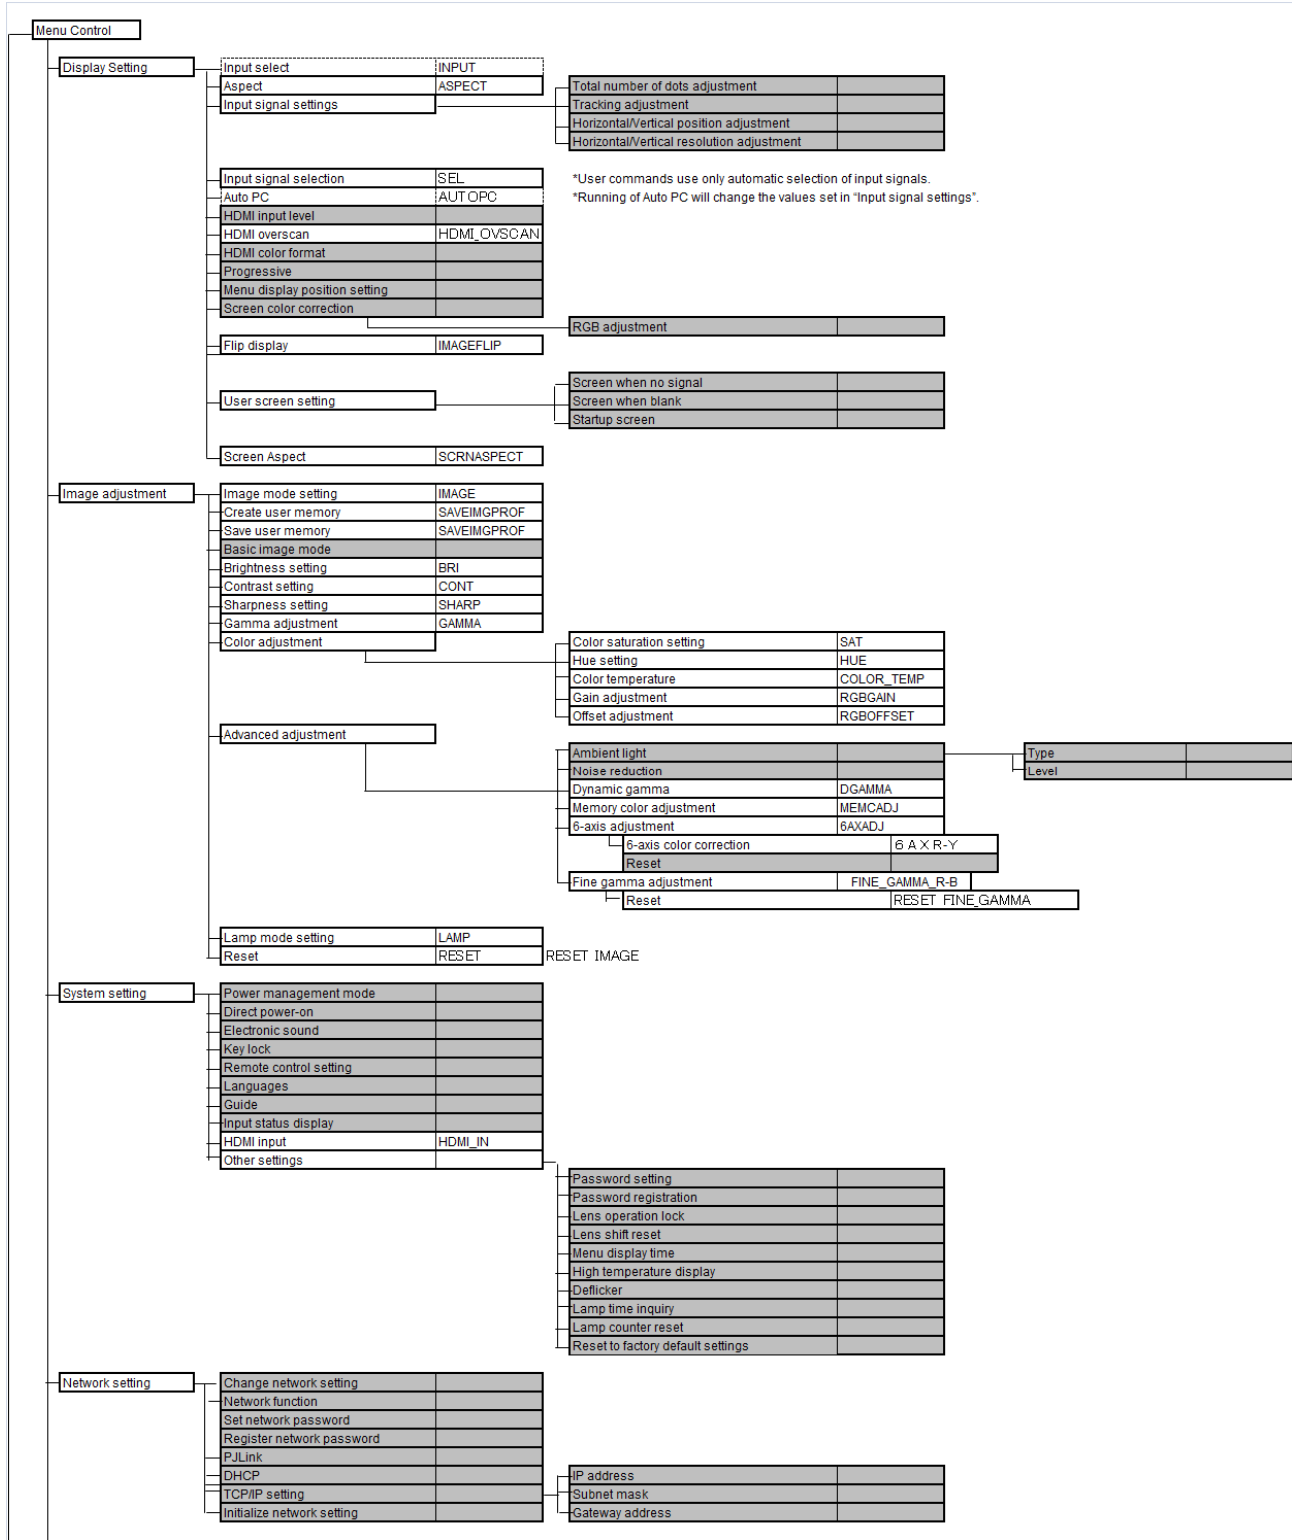 Menu Control
Display Setting
Input select INPUT
Aspect ASPECT
Input signal settings
Total number of dots adjustment
Tracking adjustment
Horizontal/Vertical position adjustment
Horizontal/Vertical resolution adjustment
Input signal selection SEL
*User commands use only automatic selection of input signals.
Auto PC AUTOPC
*Running of Auto PC will change the values set in “Input signal settings”.
HDMI input level
HDMI overscan HDMI_OVSCAN
HDMI color format
Progressive
Menu display position setting
Screen color correction
RGB adjustment
Flip display IMAGEFLIP
User screen setting
Screen when no signal
Screen when blank
Startup screen
Screen Aspect SCRNASPECT
Image adjustment
Image mode setting IMAGE
Create user memory SAVEIMGPROF
Save user memory SAVEIMGPROF
Basic image mode
Brightness setting BRI
Contrast setting CONT
Sharpness setting SHARP
Gamma adjustment GAMMA
Color adjustment
Color saturation setting SAT
Hue setting HUE
Color temperature COLOR_TEMP
Gain adjustment RGBGAIN
Offset adjustment RGBOFFSET
Advanced adjustment
Ambient light
Type
Level
Noise reduction
Dynamic gamma DGAMMA
Memory color adjustment MEMCADJ
6-axis adjustment 6AXADJ
6-axis color correction 6AXR-Y
Reset
Fine gamma adjustment FINE_GAMMA_R-B
Reset RESET FINE_GAMMA
Lamp mode setting LAMP
Reset RESET RESET IMAGE
System setting
Power management mode
Direct power-on
Electronic sound
Key lock
Remote control setting
Languages
Guide
Input status display
HDMI input HDMI_IN
Other settings
Password setting
Password registration
Lens operation lock
Lens shift reset
Menu display time
High temperature display
Deflicker
Lamp time inquiry
Lamp counter reset
Reset to factory default settings
Network setting
Change network setting
Network function
Set network password
Register network password
PJLink
DHCP
TCP/IP setting
IP address
Subnet mask
Gateway address
Initialize network setting